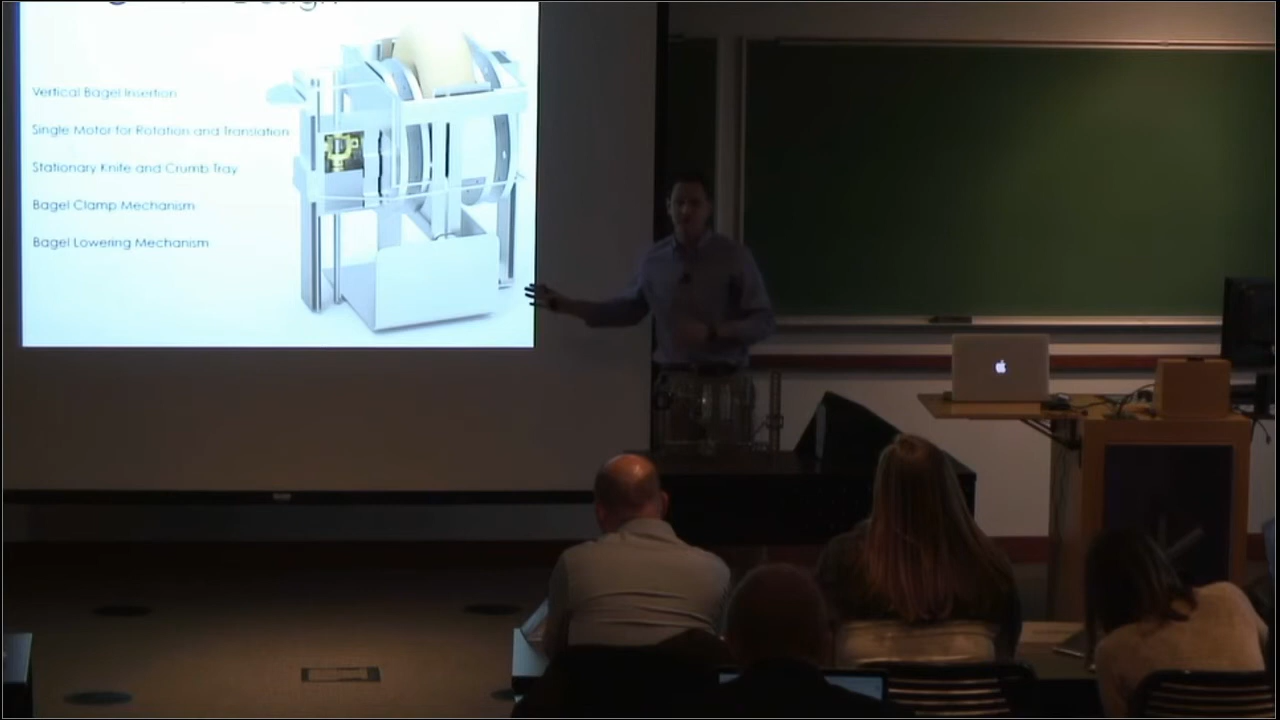 Design
Vertical Bagel Insertion
Single Motor for Rotation and Translation
Stationary Knife and Crumb Tray
Bagel Clamp Mechanism
Bagel Lowering Mechanism